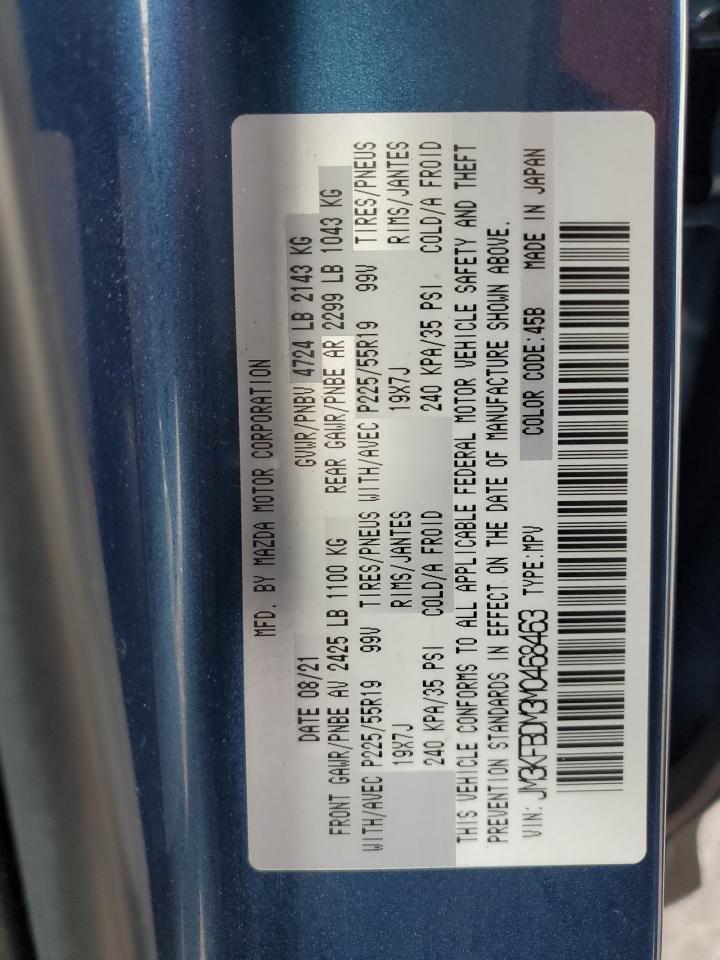 MFD. BY MAZDA MOTOR CORPORATION
DATE 08/21 GVWR/PNBV 4724 LB 2143 KG
FRONT GAWR/PNBE AV 2425 LB 1100 KG REAR GAWR/PNBE AR 2299 LB 1043 KG
WITH/AVEC P225/55R19 99V TIRES/PNEUS WITH/AVEC P225/55R19 99V TIRES/PNEUS
19X7J RIMS/JANTES 19X7J RIMS/JANTES
240 KPA/35 PSI COLD/A FROID 240 KPA/35 PSI COLD/A FROID
THIS VEHICLE CONFORMS TO ALL APPLICABLE FEDERAL MOTOR VEHICLE SAFETY AND THEFT
PREVENTION STANDARDS IN EFFECT ON THE DATE OF MANUFACTURE SHOWN ABOVE.
VIN: JM3KFBDM3M0468463 TYPE:MPV COLOR CODE:45B MADE IN JAPAN